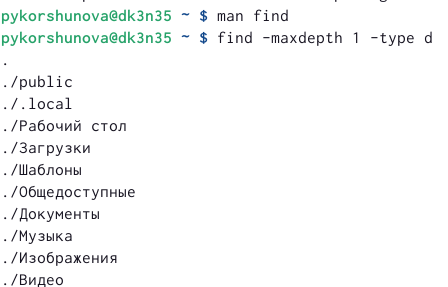 pykorshunova@dk3n35 ~ $ man find
pykorshunova@dk3n35 ~ $ find -maxdepth 1 -type d
.
./public
./.local
./Рабочий стол
./Загрузки
./Шаблоны
./Общедоступные
./Документы
./Музыка
./Изображения
./Видео